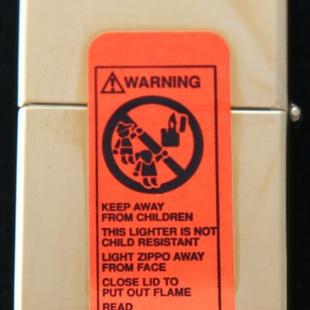 WARNING
KEEP AWAY
FROM CHILDREN
THIS LIGHTER IS NOT
CHILD RESISTANT
LIGHT ZIPPO AWAY
FROM FACE
CLOSE LID TO
PUT OUT FLAME
READ